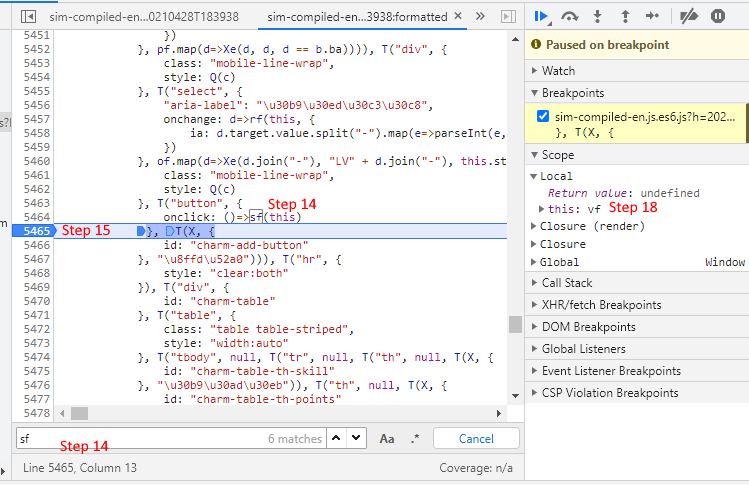 sim-compiled-en...0210428T183938
sim-compiled-en...3938:formatted
5451
5452
5453
5454
5455
5456
5457
5458
5459
5460
5461
5462
5463
5464
5465
5466
5467
5468
5469
5470
5471
5472
5473
5474
5475
5476
5477
5478
})
}, pf.map(d=>Xe(d, d, d == b.ba)))), T("div", {
class: "mobile-line-wrap",
style: Q(c)
}, T("select", {
"aria-label": "\u30b9\u30ed\u30c3\u30c8",
onchange: d=>rf(this, {
ia: d.target.value.split("-").map(e=>parseInt(e,
})
}, of.map(d=>Xe(d.join("-"), "LV" + d.join("-"), this.st
class: "mobile-line-wrap",
style: Q(c)
}, T("button", {
Step 14
onclick: ()=>sf(this)
Step 15
}, T(X, {
id: "charm-add-button"
}, "\u8ffd\u52a0"))), T("hr", {
style: "clear:both"
}), T("div", {
id: "charm-table"
}, T("table", {
class: "table table-striped",
style: "width:auto"
}, T("tbody", null, T("tr", null, T("th", null, T(X, {
id: "charm-table-th-skill"
}, "\u30b9\u30ad\u30eb")), T("th", null, T(X, {
id: "charm-table-th-points"
sf
Step 14
6 matches
Aa
.*
Cancel
Line 5465, Column 13
Coverage: n/a
s?
m
Paused on breakpoint
Watch
Breakpoints
sim-compiled-en.js.es6.js?h=202...
}, T(X, {
Scope
Local
Return value: undefined
this: vf
Step 18
Closure (render)
Closure
Global
Window
Call Stack
XHR/fetch Breakpoints
DOM Breakpoints
Global Listeners
Event Listener Breakpoints
CSP Violation Breakpoints